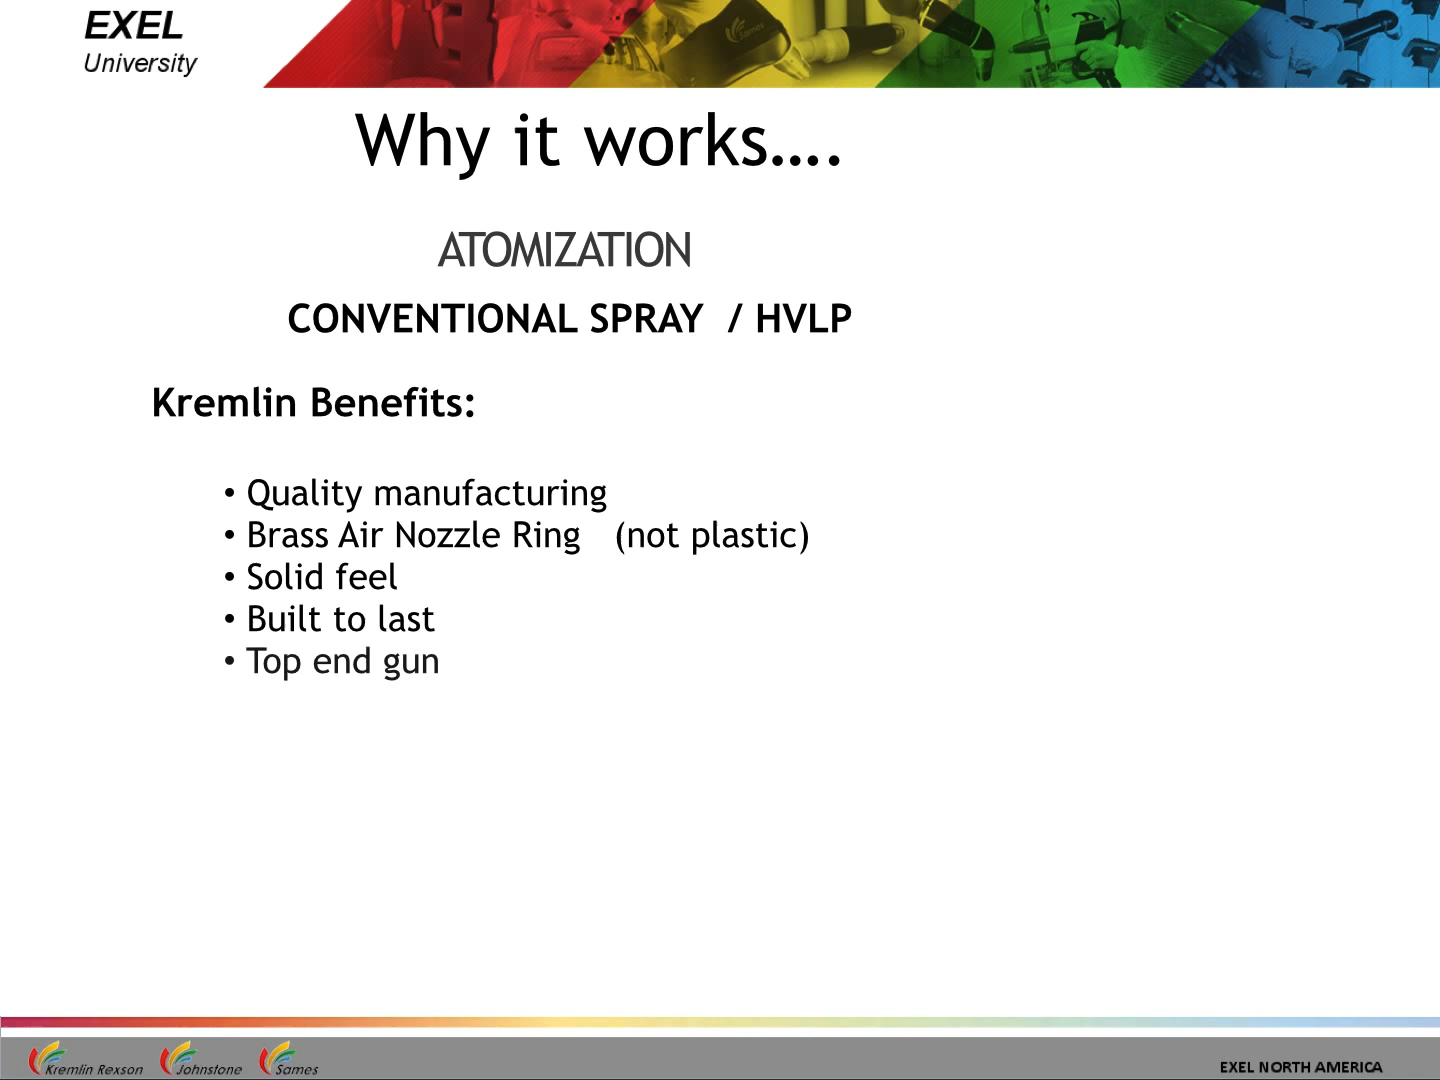 EXEL
University
Sames
Why it works….
ATOMIZATION
CONVENTIONAL SPRAY / HVLP
Kremlin Benefits:
• Quality manufacturing
• Brass Air Nozzle Ring (not plastic)
• Solid feel
• Built to last
• Top end gun
Kremlin Rexson Johnstone Sames
EXEL NORTH AMERICA